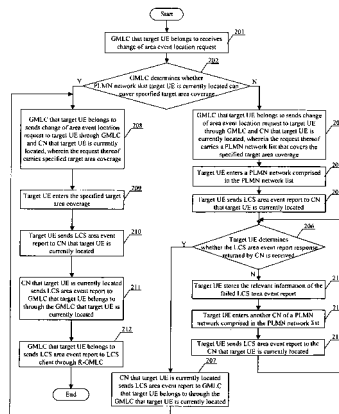 Start
201
GMLC that target UE belongs to receives
change of area event location request
202
GMLC determines whether
PLMN network that target UE is currently located can
cover specified target area coverage
Y
N
208
GMLC that target UE belongs to
sends change of area event location
request to target UE through GMLC
and CN that target UE is currently
located, wherein the request thereof
carries specified target area coverage
20
GMLC that target UE belongs to sends change
of area event location request to target UE
through GMLC and CN that target UE is
currently located, wherein the request thereof
carries a PLMN network list that covers the
specified target area coverage
209
Target UE enters the specified target
area coverage
20
Target UE enters a PLMN network comprised
in the PLMN network list
20
Target UE sends LCS area event report to CN
that target UE is currently located
210
Target UE sends LCS area event
report to CN that target UE is
currently located
206
Target UE determines
whether the LCS area event report response
returned by CN is received
Y
N
211
CN that target UE is currently located
sends LCS area event report to
GMLC that target UE belongs to
through the GMLC that target UE is
currently located
21
Target UE stores the relevant information of the
failed LCS area event report
21
Target UE enters another CN of a PLMN
network comprised in the PLMN network list
212
GMLC that target UE belongs to
sends LCS area event report to LCS
client through R-GMLC
21
Target UE sends LCS area event report to the
CN that target UE is currently located
207
CN that target UE is currently located
sends LCS area event report to GMLC
that target UE belongs to through the
GMLC that target UE is currently located
End